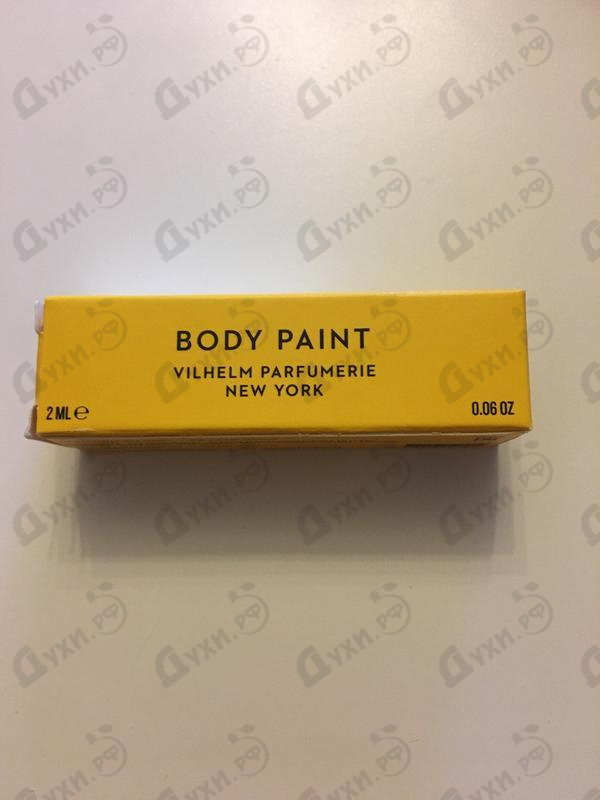 BODY PAINT
VILHELM PARFUMERIE
NEW YORK
2 ML ℮
0.06 OZ
Духи.рф